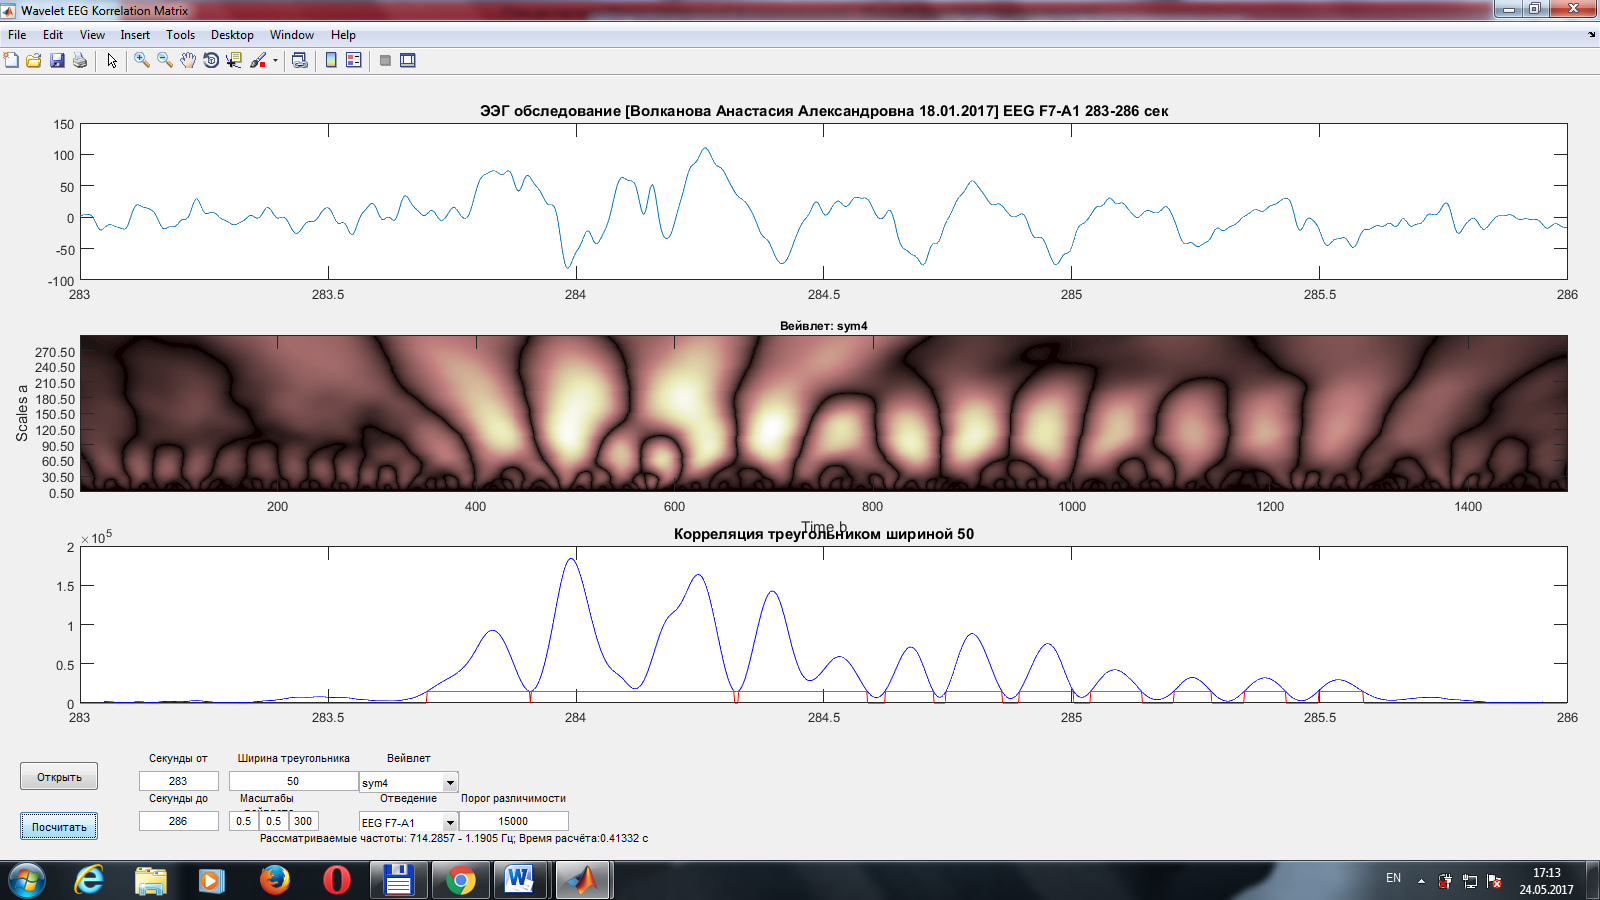 Wavelet EEG Korrelation Matrix
File Edit View Insert Tools Desktop Window Help
ЭЭГ обследование [Волканова Анастасия Александровна 18.01.2017] EEG F7-A1 283-286 сек
150
100
50
0
-50
-100
283 283.5 284 284.5 285 285.5 286
Вейвлет: sym4
Scales a
270.50
240.50
210.50
180.50
150.50
120.50
90.50
60.50
30.50
0.50
200 400 600 800 1000 1200 1400
Time b
Корреляция треугольником шириной 50
×10^5
2
1.5
1
0.5
0
283 283.5 284 284.5 285 285.5 286
Секунды от Ширина треугольника Вейвлет
Открыть 283 50 sym4
Секунды до Масштабы Отведение Порог различимости
Посчитать 286 0.5 0.5 300 EEG F7-A1 15000
Рассматриваемые частоты: 714.2857 - 1.1905 Гц; Время расчёта:0.41332 с
EN 17:13
24.05.2017